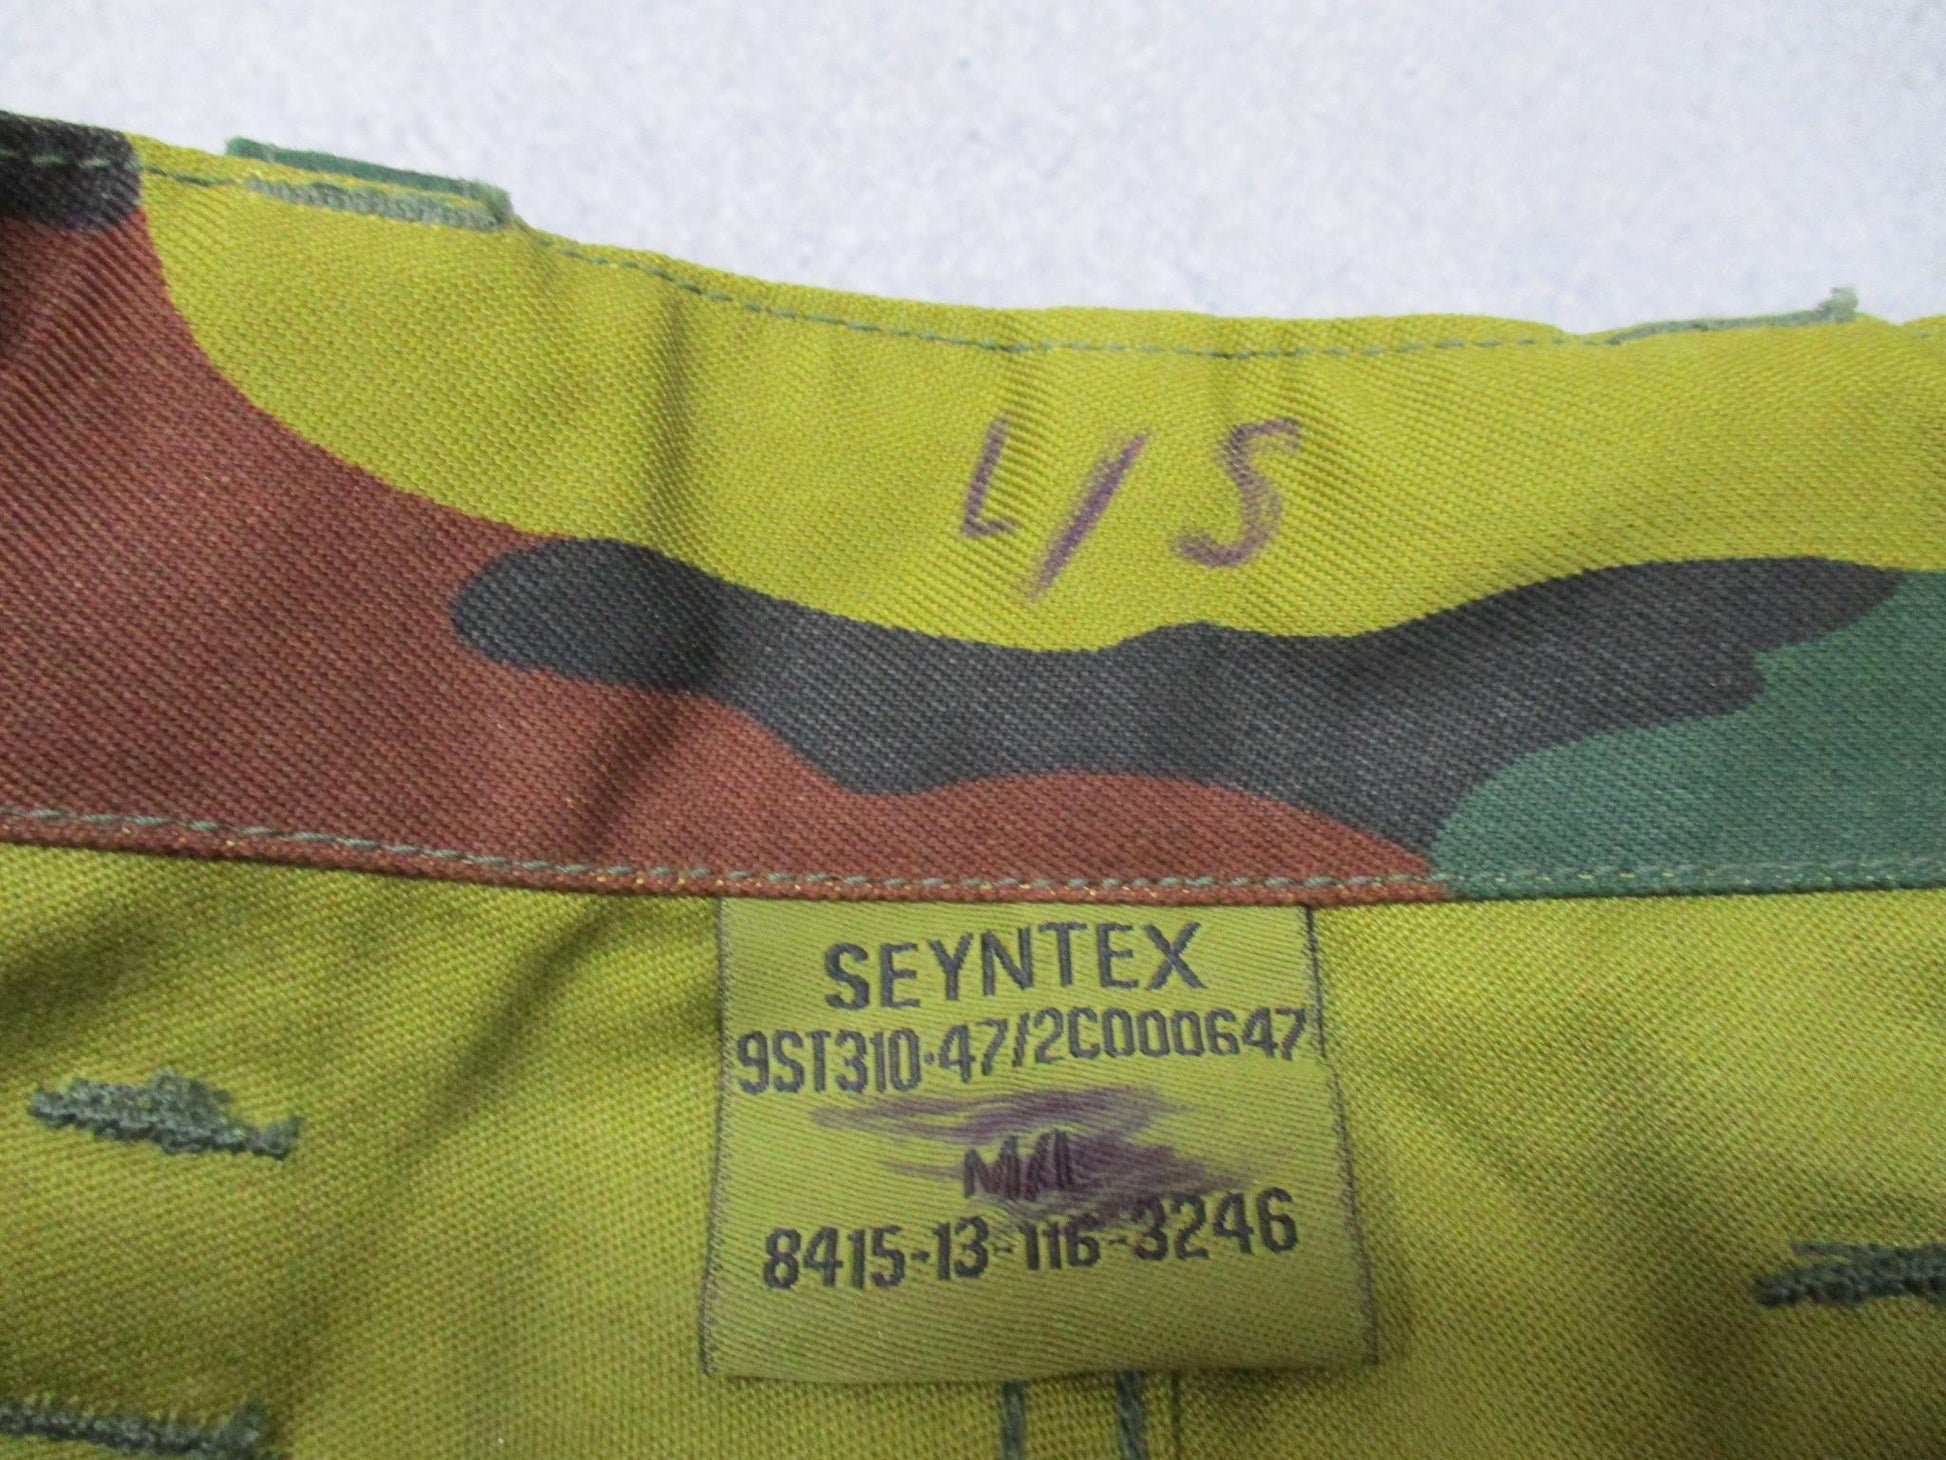 L/S
SEYNTEX
9ST310·47/2C000647
M/L
8415-13-116-3246